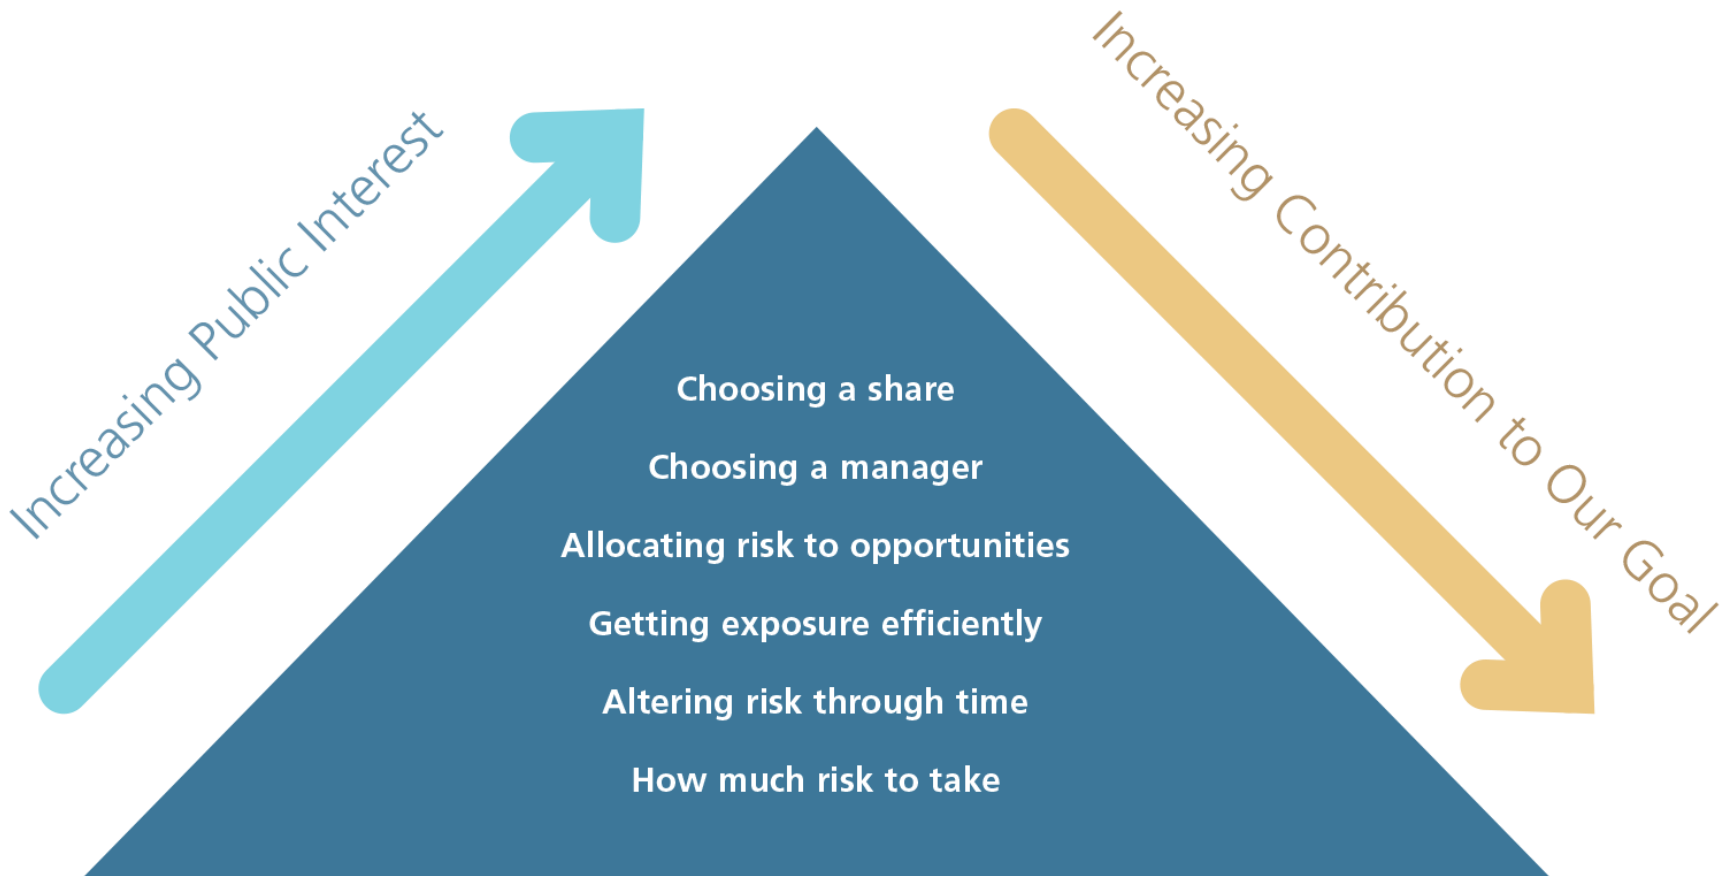 Increasing Public Interest
Increasing Contribution to Our Goal
Choosing a share
Choosing a manager
Allocating risk to opportunities
Getting exposure efficiently
Altering risk through time
How much risk to take